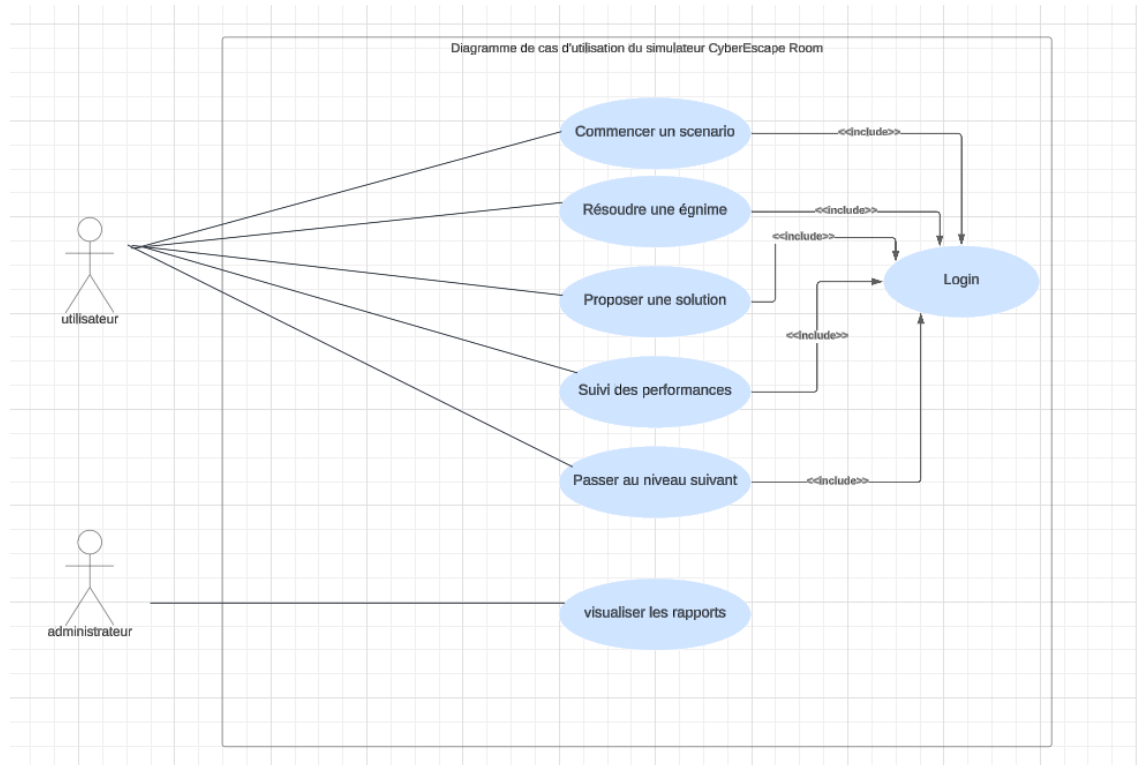 Diagramme de cas d'utilisation du simulateur CyberEscape Room
Commencer un scenario
<<include>>
Résoudre une égnime
<<include>>
<<include>>
Login
Proposer une solution
utilisateur
<<include>>
Suivi des performances
Passer au niveau suivant
<<include>>
visualiser les rapports
administrateur